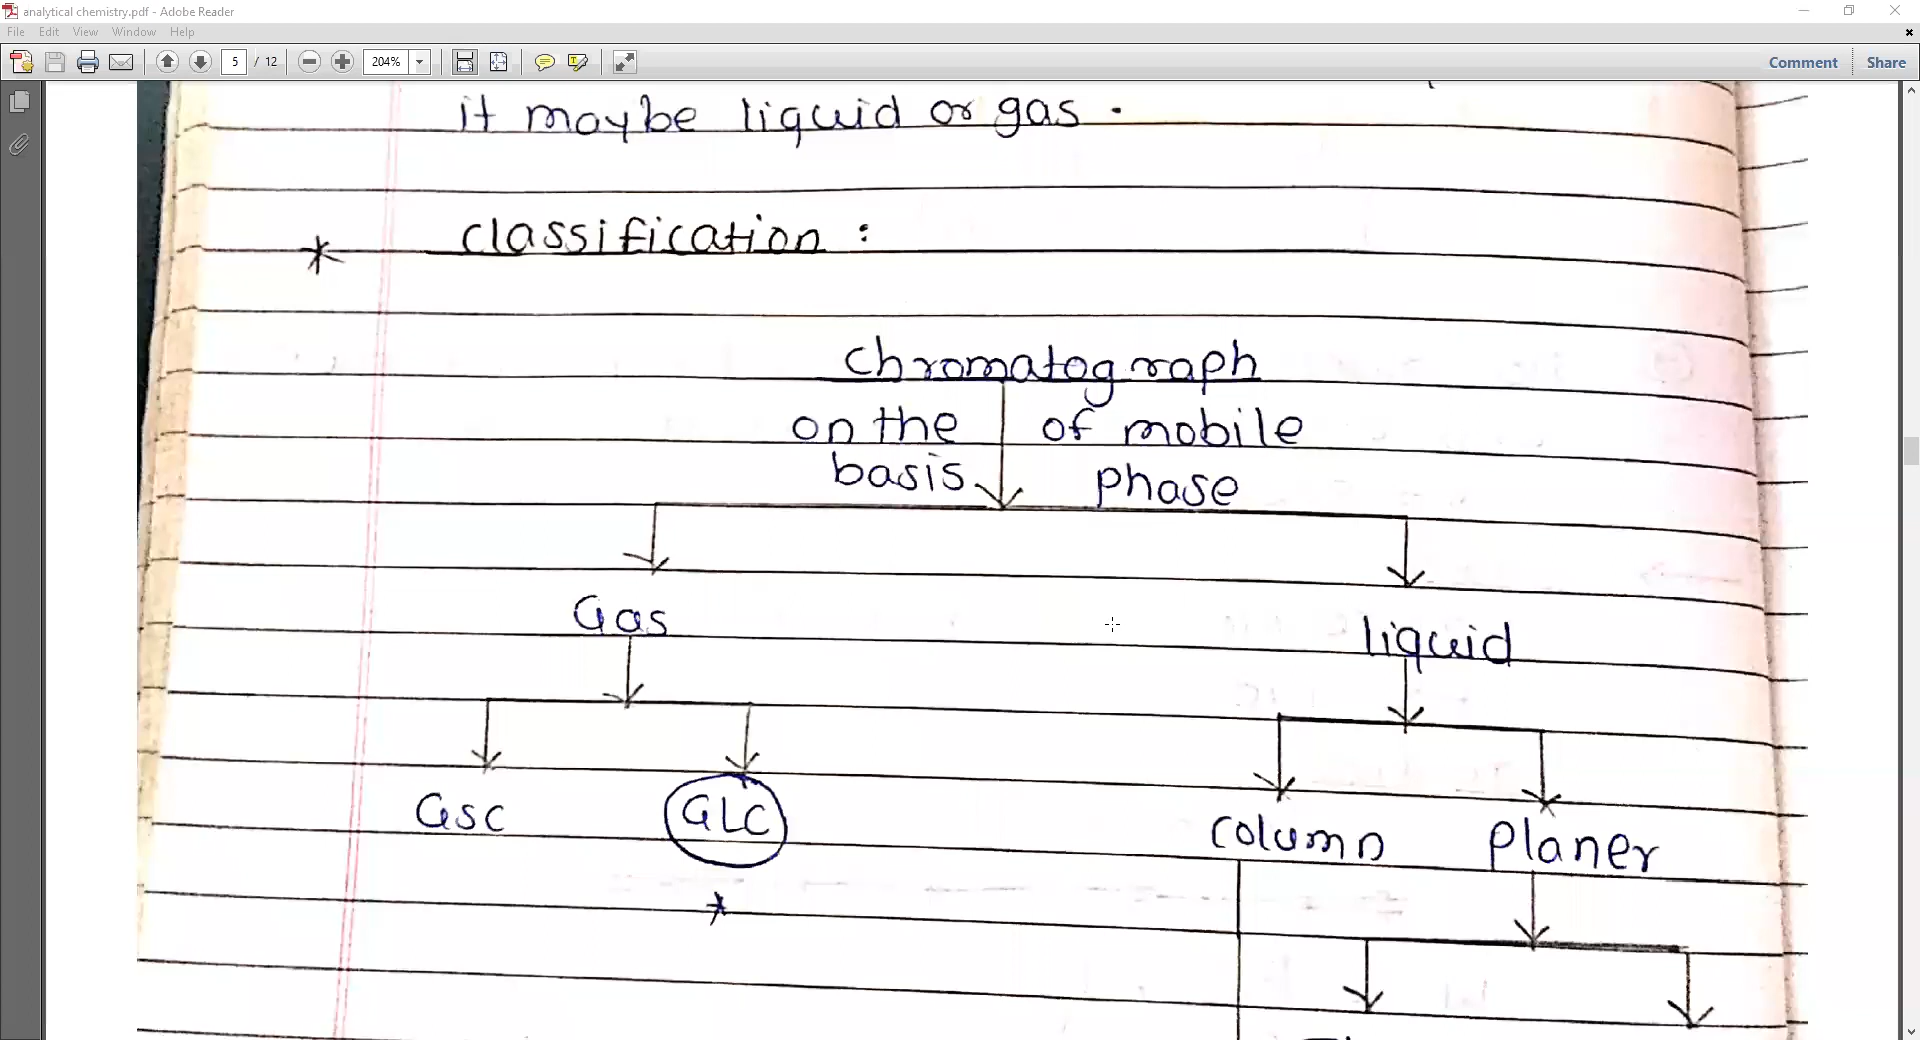 analytical chemistry.pdf - Adobe Reader
File Edit View Window Help
5 / 12 204% Comment Share
it maybe liquid or gas .
* classification :
chromatograph
on the of mobile
basis phase
Gas
liquid
GSC GLC
column planer
*